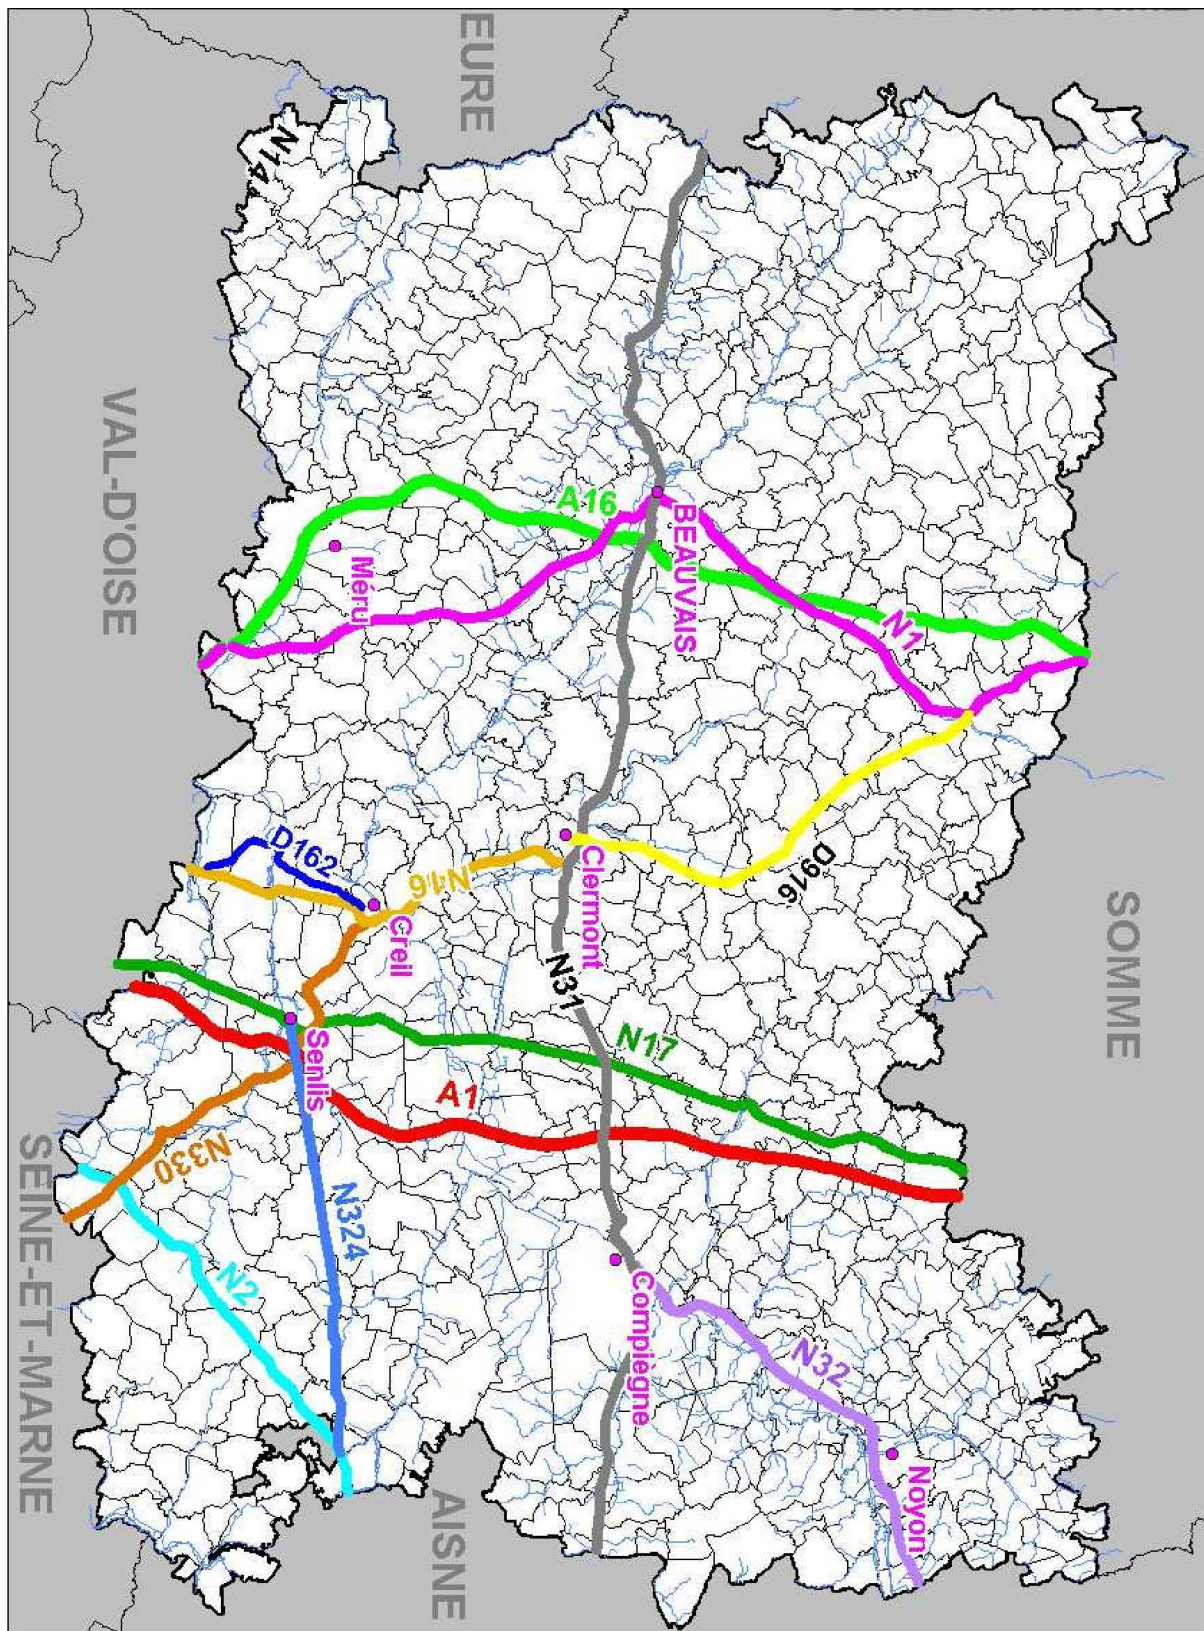 EURE
N14
VAL-D'OISE
A16
BEAUVAIS
Méru
N1
D916
SOMME
D162
N16
Creil
Clermont
N31
N17
Senlis
A1
N330
N324
N2
SEINE-ET-MARNE
Compiègne
N32
Noyon
AISNE